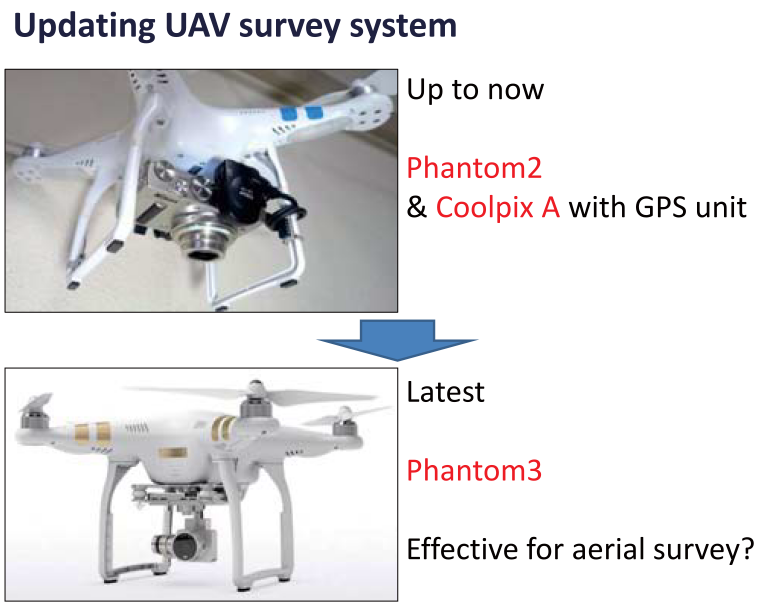 Updating UAV survey system
Up to now
Phantom2
& Coolpix A with GPS unit
Latest
Phantom3
Effective for aerial survey?